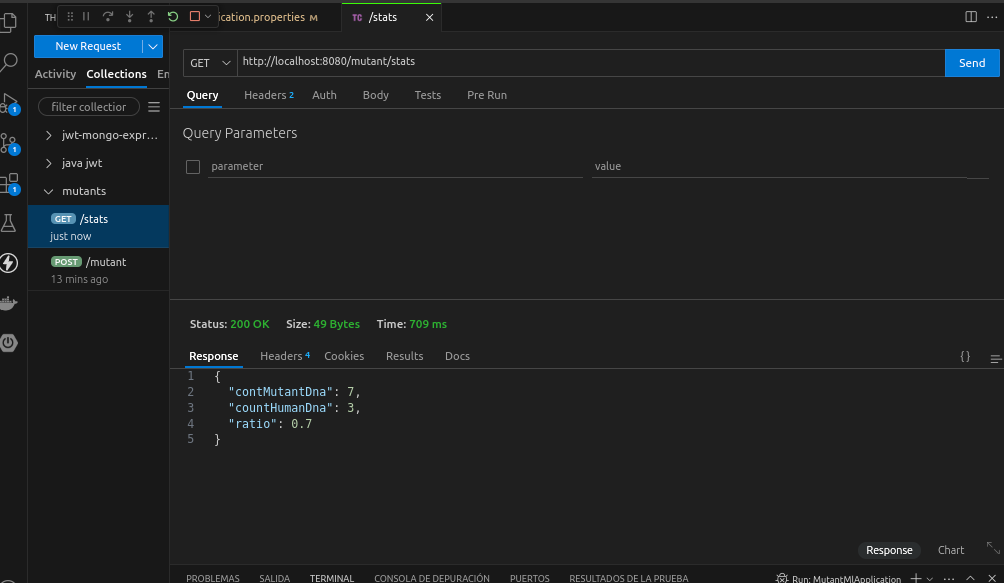 TH
ication.properties M
TC /stats
New Request
GET
http://localhost:8080/mutant/stats
Send
Activity Collections En
Query Headers 2 Auth Body Tests Pre Run
filter collection
Query Parameters
jwt-mongo-expr...
parameter value
java jwt
mutants
GET /stats
just now
POST /mutant
13 mins ago
1
1
1
Status: 200 OK Size: 49 Bytes Time: 709 ms
Response Headers 4 Cookies Results Docs
{}
1 {
2 "contMutantDna": 7,
3 "countHumanDna": 3,
4 "ratio": 0.7
5 }
Response Chart
PROBLEMAS SALIDA TERMINAL CONSOLA DE DEPURACIÓN PUERTOS RESULTADOS DE LA PRUEBA
Run: MutantMlApplication